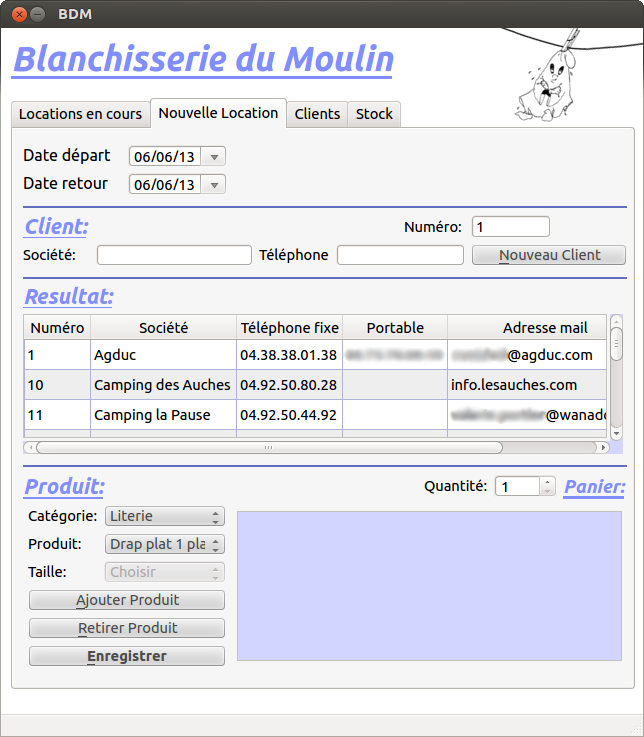 BDM
Blanchisserie du Moulin
Locations en cours Nouvelle Location Clients Stock
Date départ 06/06/13
Date retour 06/06/13
Client: Numéro: 1
Société: Téléphone Nouveau Client
Resultat:
Numéro Société Téléphone fixe Portable Adresse mail
1 Agduc 04.38.38.01.38 @agduc.com
10 Camping des Auches 04.92.50.80.28 info.lesauches.com
11 Camping la Pause 04.92.50.44.92 @wanado
Produit: Quantité: 1 Panier:
Catégorie: Literie
Produit: Drap plat 1 pla
Taille: Choisir
Ajouter Produit
Retirer Produit
Enregistrer